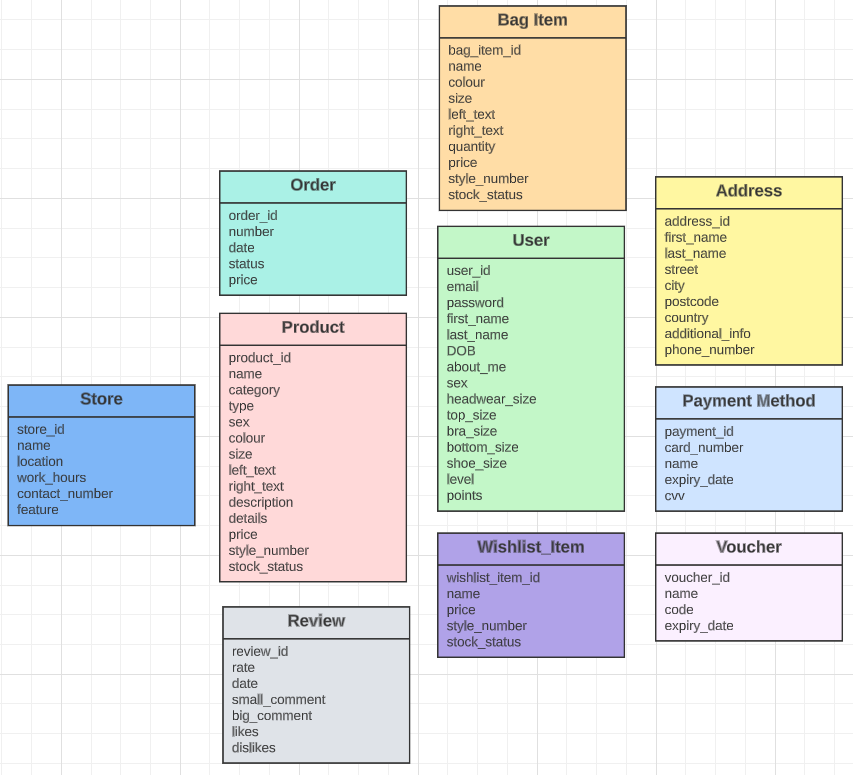 Bag Item
bag_item_id
name
colour
size
left_text
right_text
quantity
price
style_number
stock_status
Order
order_id
number
date
status
price
Address
address_id
first_name
last_name
street
city
postcode
country
additional_info
phone_number
User
user_id
email
password
first_name
last_name
DOB
about_me
sex
headwear_size
top_size
bra_size
bottom_size
shoe_size
level
points
Product
product_id
name
category
type
sex
colour
size
left_text
right_text
description
details
price
style_number
stock_status
Store
store_id
name
location
work_hours
contact_number
feature
Payment Method
payment_id
card_number
name
expiry_date
cvv
Wishlist_Item
wishlist_item_id
name
price
style_number
stock_status
Voucher
voucher_id
name
code
expiry_date
Review
review_id
rate
date
small_comment
big_comment
likes
dislikes